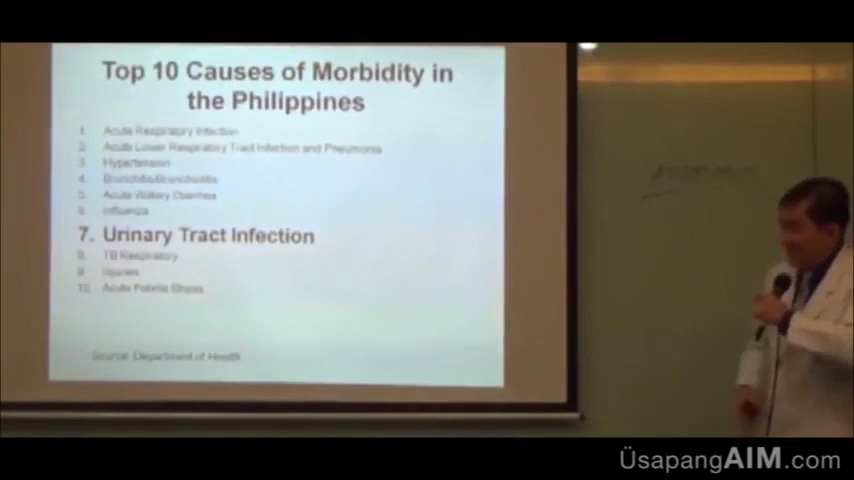 Top 10 Causes of Morbidity in
the Philippines
1. Acute Respiratory Infection
2. Acute Lower Respiratory Tract Infection and Pneumonia
3. Hypertension
4. Bronchitis/Bronchiolitis
5. Acute Watery Diarrhea
6. Influenza
7. Urinary Tract Infection
8. TB Respiratory
9. Injuries
10. Acute Febrile Illness
Source: Department of Health
ÜsapangAIM.com